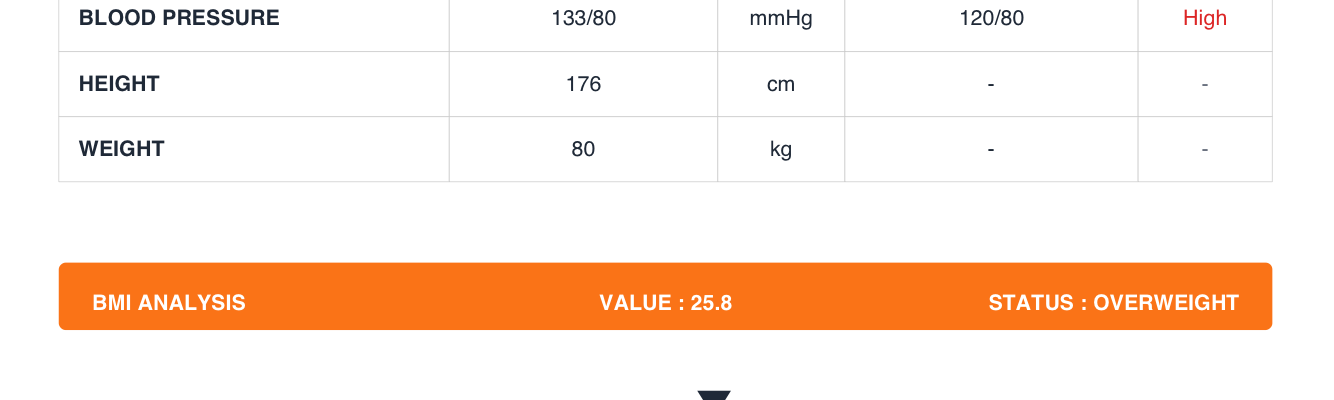 BLOOD PRESSURE 133/80 mmHg 120/80 High
HEIGHT 176 cm - -
WEIGHT 80 kg - -
BMI ANALYSIS VALUE : 25.8 STATUS : OVERWEIGHT